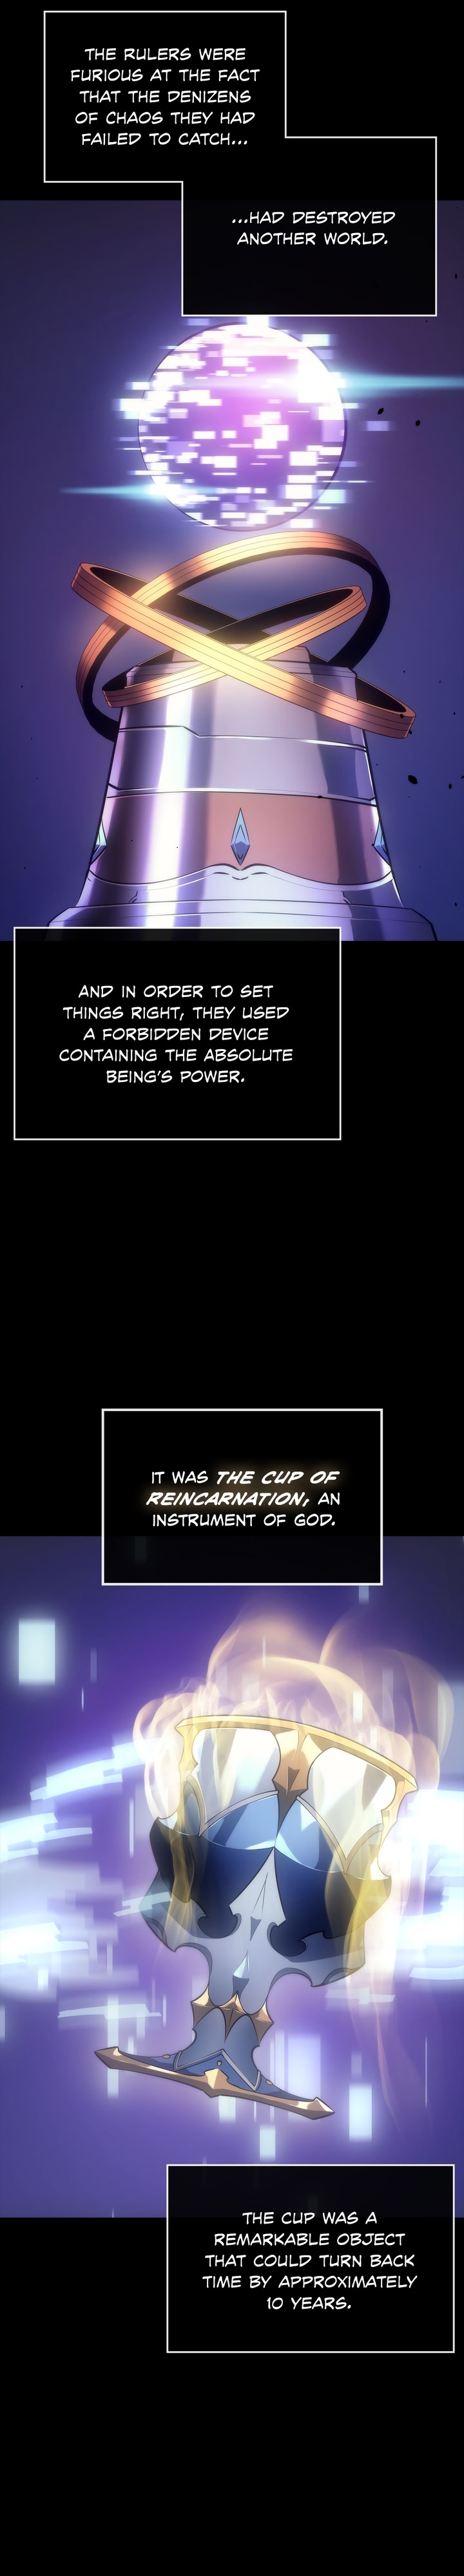 THE RULERS WERE
FURIOUS AT THE FACT
THAT THE DENIZENS
OF CHAOS THEY HAD
FAILED TO CATCH...
...HAD DESTROYED
ANOTHER WORLD.
AND IN ORDER TO SET
THINGS RIGHT, THEY USED
A FORBIDDEN DEVICE
CONTAINING THE ABSOLUTE
BEING'S POWER.
IT WAS THE CUP OF
REINCARNATION, AN
INSTRUMENT OF GOD.
THE CUP WAS A
REMARKABLE OBJECT
THAT COULD TURN BACK
TIME BY APPROXIMATELY
10 YEARS.